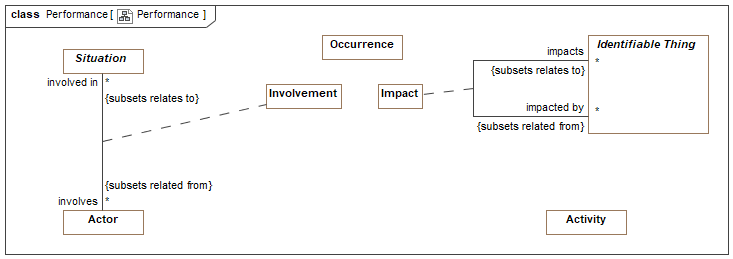 class Performance [ Performance ]
Occurrence
Situation
Identifiable Thing
impacts
involved in *
{subsets relates to} *
{subsets relates to}
Involvement
Impact
impacted by *
{subsets related from}
{subsets related from}
involves *
Actor
Activity